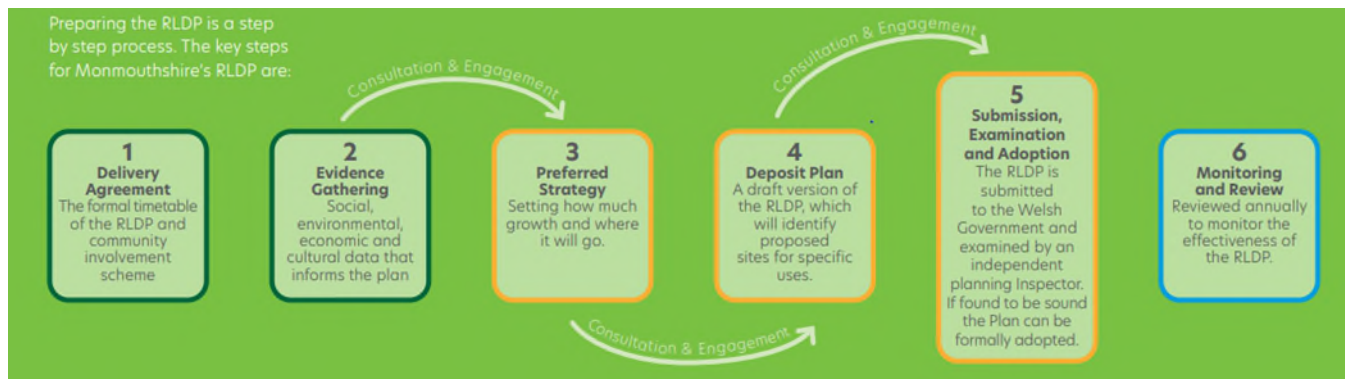 Preparing the RLDP is a step
by step process. The key steps
for Monmouthshire's RLDP are:
Consultation & Engagement
Consultation & Engagement
1
Delivery
Agreement
The formal timetable
of the RLDP and
community
involvement
scheme
2
Evidence
Gathering
Social,
environmental,
economic and
cultural data that
informs the plan
3
Preferred
Strategy
Setting how much
growth and where
it will go.
4
Deposit Plan
A draft version of
the RLDP, which
will identify
proposed
sites for specific
uses.
5
Submission,
Examination
and Adoption
The RLDP is
submitted
to the Welsh
Government and
examined by an
independent
planning Inspector.
If found to be sound
the Plan can be
formally adopted.
6
Monitoring
and Review
Reviewed annually
to monitor the
effectiveness of
the RLDP.
Consultation & Engagement